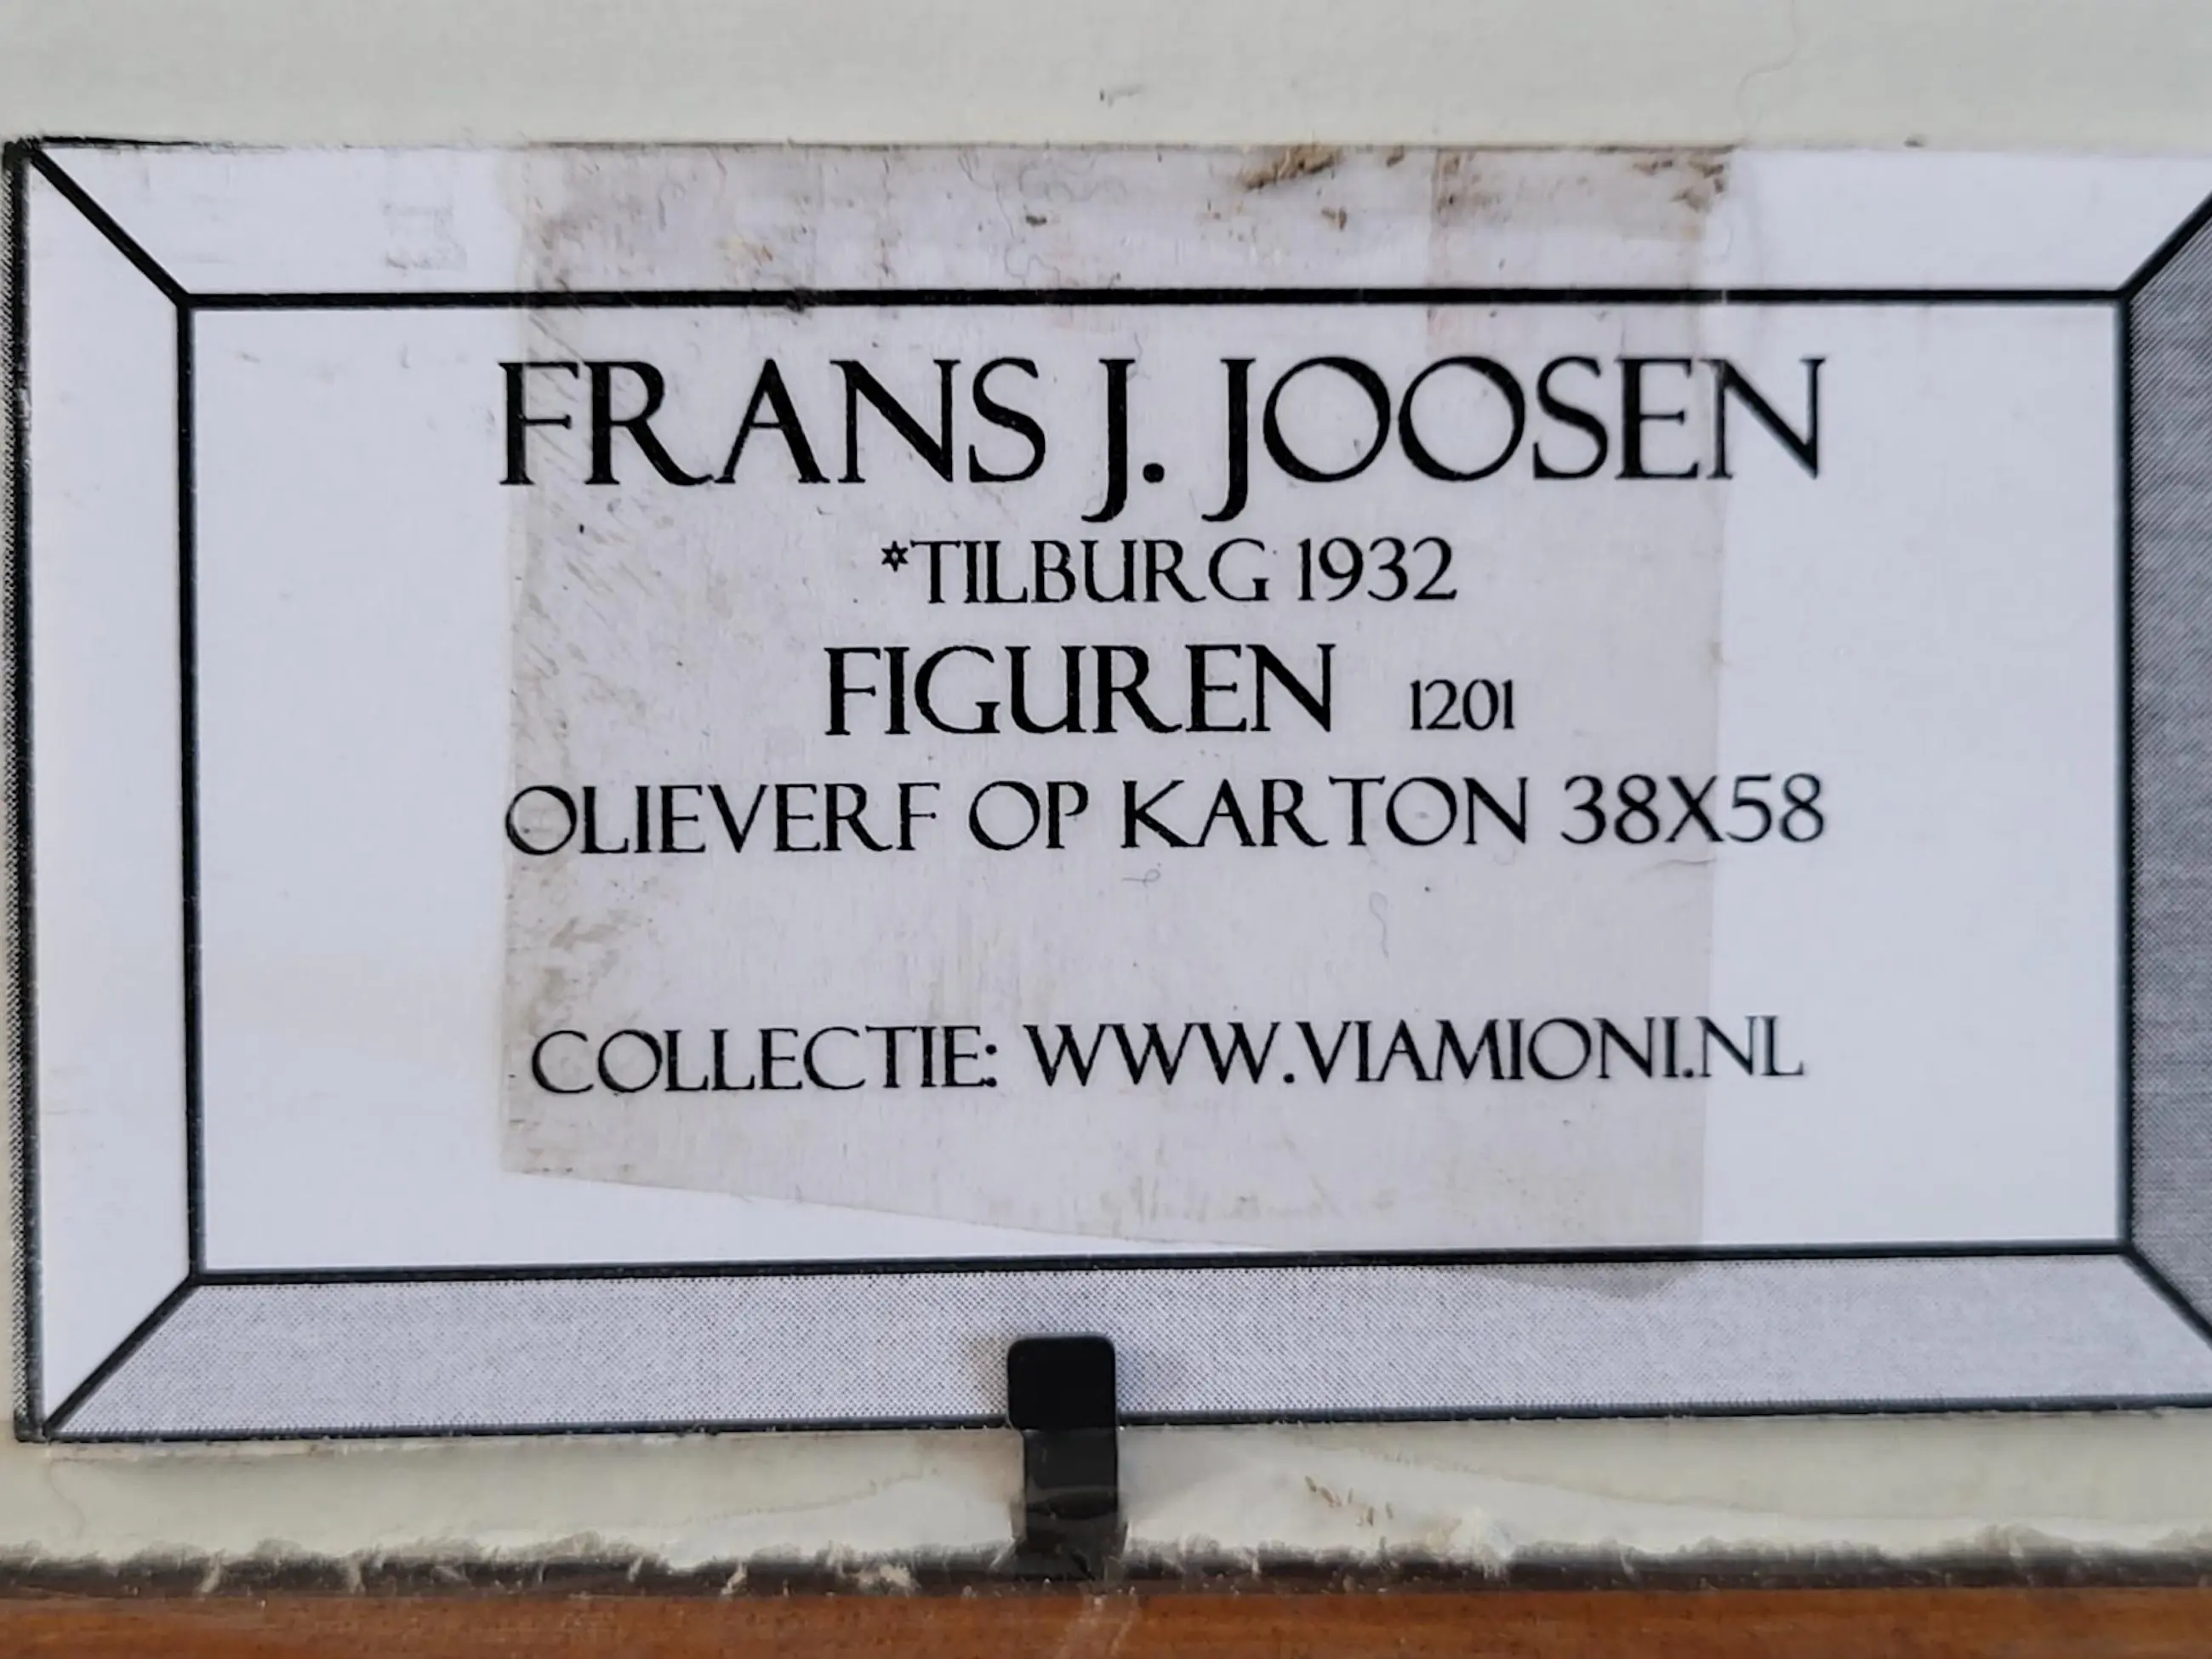 FRANS J. JOOSEN
*TILBURG 1932
FIGUREN 1201
OLIEVERF OP KARTON 38X58
COLLECTIE: WWW.VIAMIONI.NL